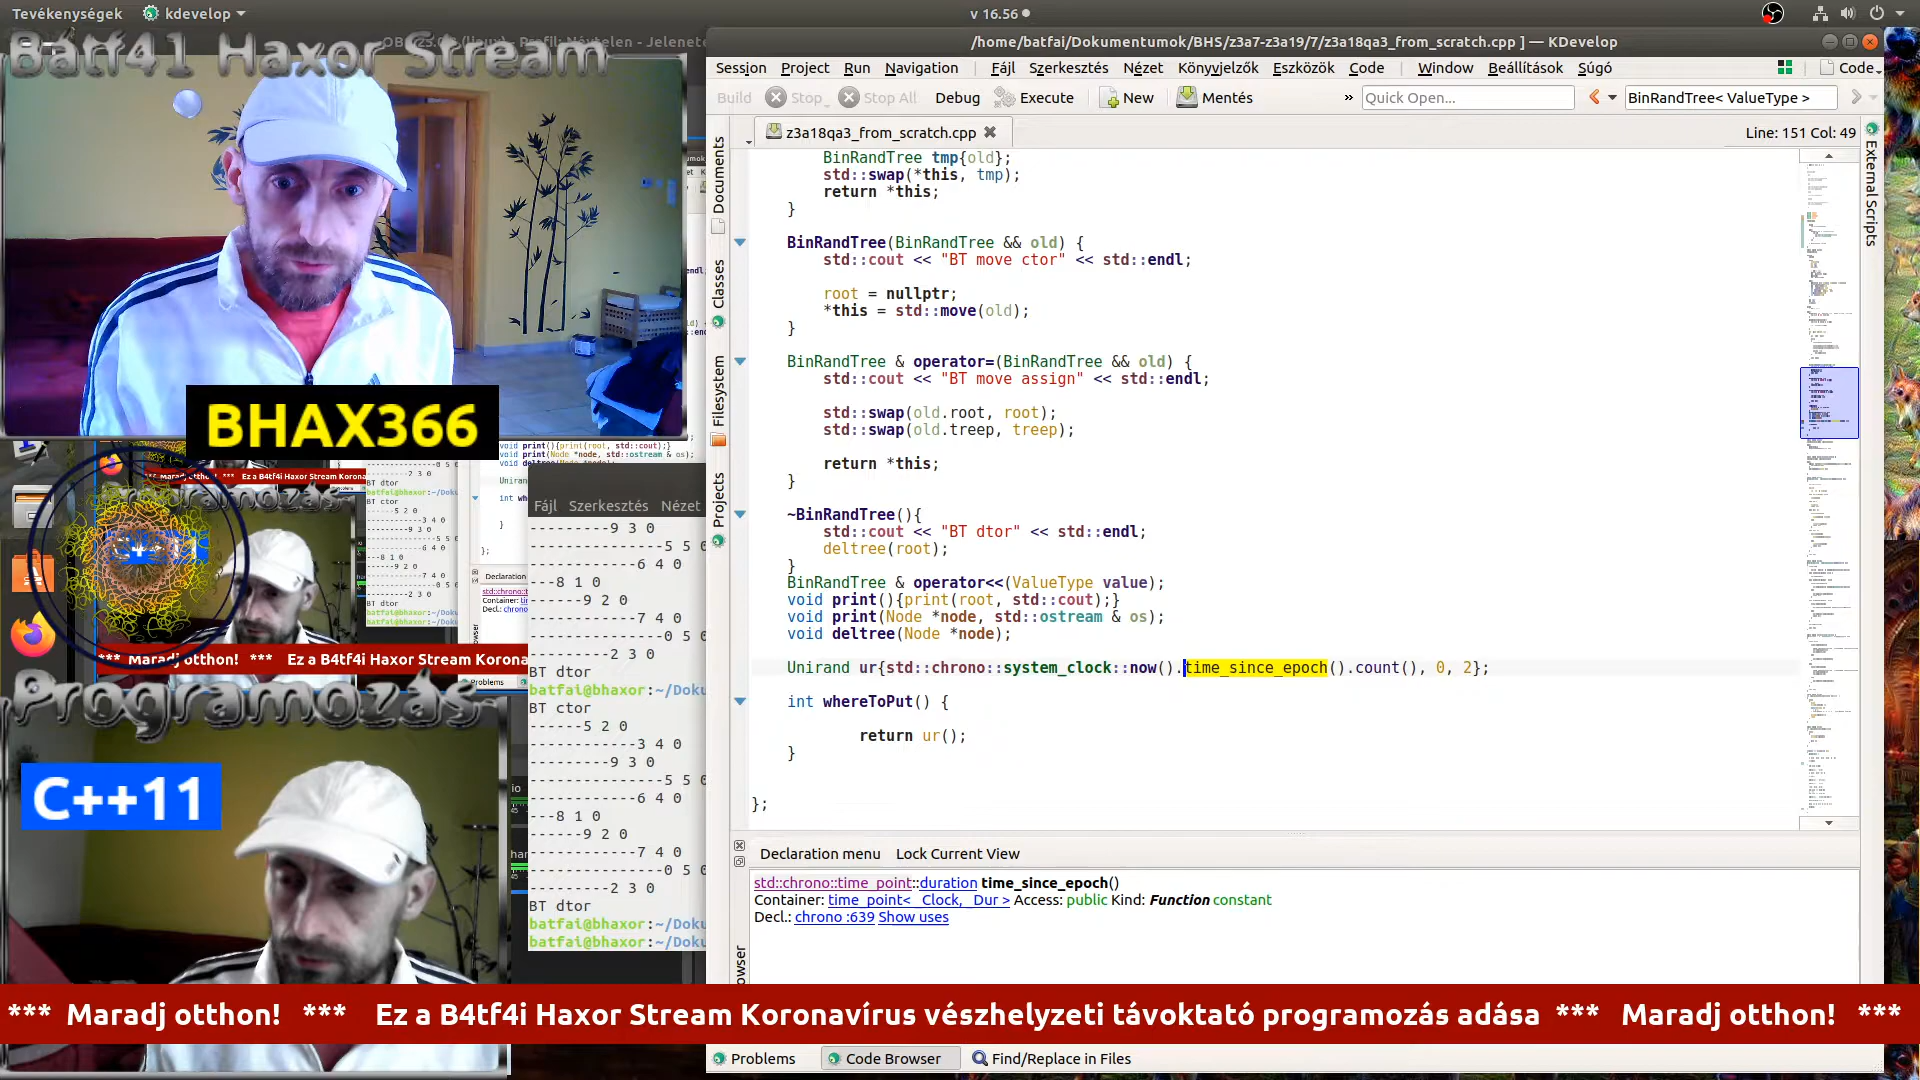 Tevékenységek
kdevelop
v 16.56
Batf41 Haxor Stream
/home/batfai/Dokumentumok/BHS/z3a7-z3a19/7/z3a18qa3_from_scratch.cpp ] — KDevelop
Session Project Run Navigation Fájl Szerkesztés Nézet Könyvjelzők Eszközök Code Window Beállítások Súgó
Code
Build Stop Stop All Debug Execute New Mentés » Quick Open... BinRandTree< ValueType >
z3a18qa3_from_scratch.cpp
Line: 151 Col: 49
Documents
Classes
Filesystem
Projects
External Scripts
BinRandTree tmp{old};
std::swap(*this, tmp);
return *this;
}
BinRandTree(BinRandTree && old) {
std::cout << "BT move ctor" << std::endl;
root = nullptr;
*this = std::move(old);
}
BinRandTree & operator=(BinRandTree && old) {
std::cout << "BT move assign" << std::endl;
std::swap(old.root, root);
std::swap(old.treep, treep);
return *this;
}
~BinRandTree(){
std::cout << "BT dtor" << std::endl;
deltree(root);
}
BinRandTree & operator<<(ValueType value);
void print(){print(root, std::cout);}
void print(Node *node, std::ostream & os);
void deltree(Node *node);
Unirand ur{std::chrono::system_clock::now().time_since_epoch().count(), 0, 2};
int whereToPut() {
return ur();
}
};
Declaration menu Lock Current View
std::chrono::time_point::duration time_since_epoch()
Container: time_point< _Clock, _Dur > Access: public Kind: Function constant
Decl.: chrono :639 Show uses
Problems Code Browser Find/Replace in Files
BHAX366
C++11
Programozás
Fájl Szerkesztés Nézet
---------9 3 0
---------------5 5 0
------------6 4 0
---8 1 0
------9 2 0
------------7 4 0
---------------0 5 0
---------2 3 0
BT dtor
batfai@bhaxor:~/Doku
BT ctor
------5 2 0
------------3 4 0
---------9 3 0
---------------5 5 0
------------6 4 0
---8 1 0
------9 2 0
------------7 4 0
---------------0 5 0
---------2 3 0
BT dtor
batfai@bhaxor:~/Doku
batfai@bhaxor:~/Doku
*** Maradj otthon! *** Ez a B4tf4i Haxor Stream Koronavírus vészhelyzeti távoktató programozás adása *** Maradj otthon! ***